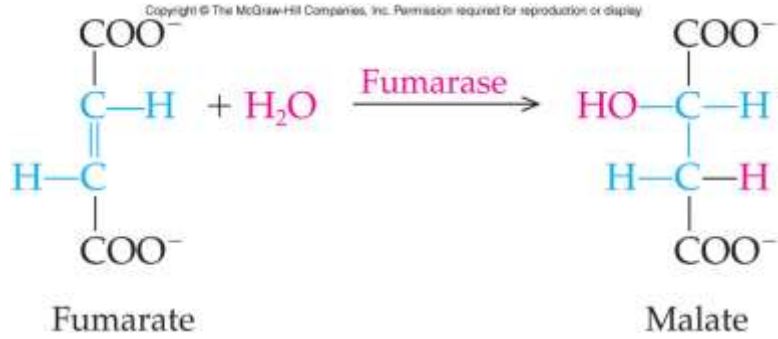 Copyright © The McGraw-Hill Companies, Inc. Permission required for reproduction or display
COO⁻ COO⁻
C—H + H₂O Fumarase HO—C—H
H—C H—C—H
COO⁻ COO⁻
Fumarate Malate